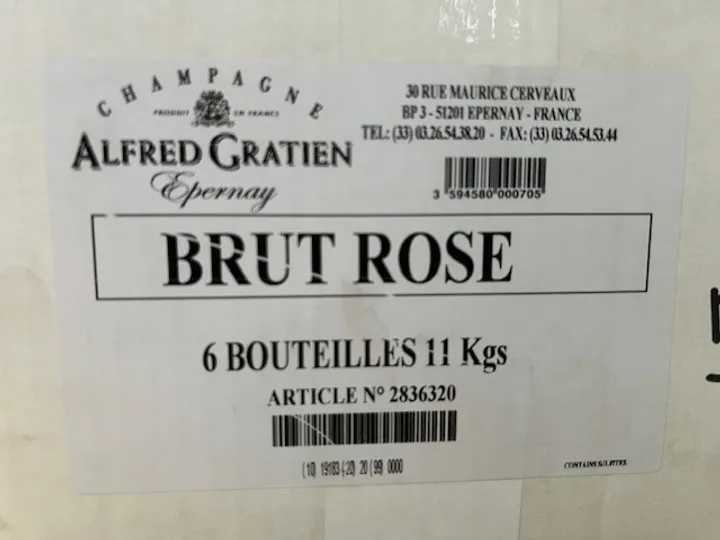 CHAMPAGNE
PRODUIT EN FRANCE
ALFRED GRATIEN
Epernay
30 RUE MAURICE CERVEAUX
BP 3 - 51201 EPERNAY - FRANCE
TEL: (33) 03.26.54.38.20 - FAX: (33) 03.26.54.53.44
3 594580 000705
BRUT ROSE
6 BOUTEILLES 11 Kgs
ARTICLE N° 2836320
(10) 19183 (20) 20 (99) 0000
CONTAINS SULFITES